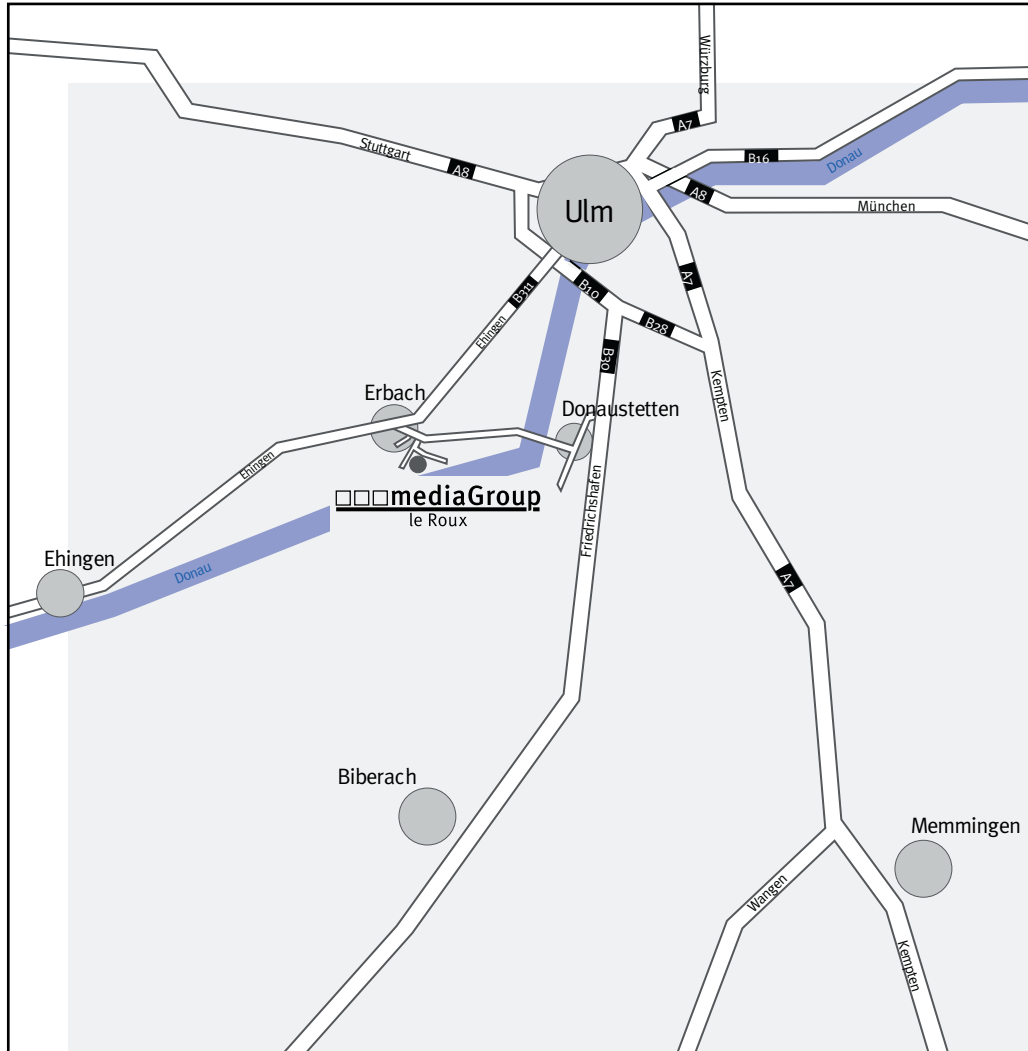 Würzburg
A7
Stuttgart
A8
B16
Donau
A8
München
Ulm
A7
B10
B311
B28
Ehingen
B30
Kempten
Erbach
Donaustetten
Ehingen
□□□mediaGroup
le Roux
Friedrichshafen
Ehingen
Donau
A7
Biberach
Memmingen
Wangen
Kempten